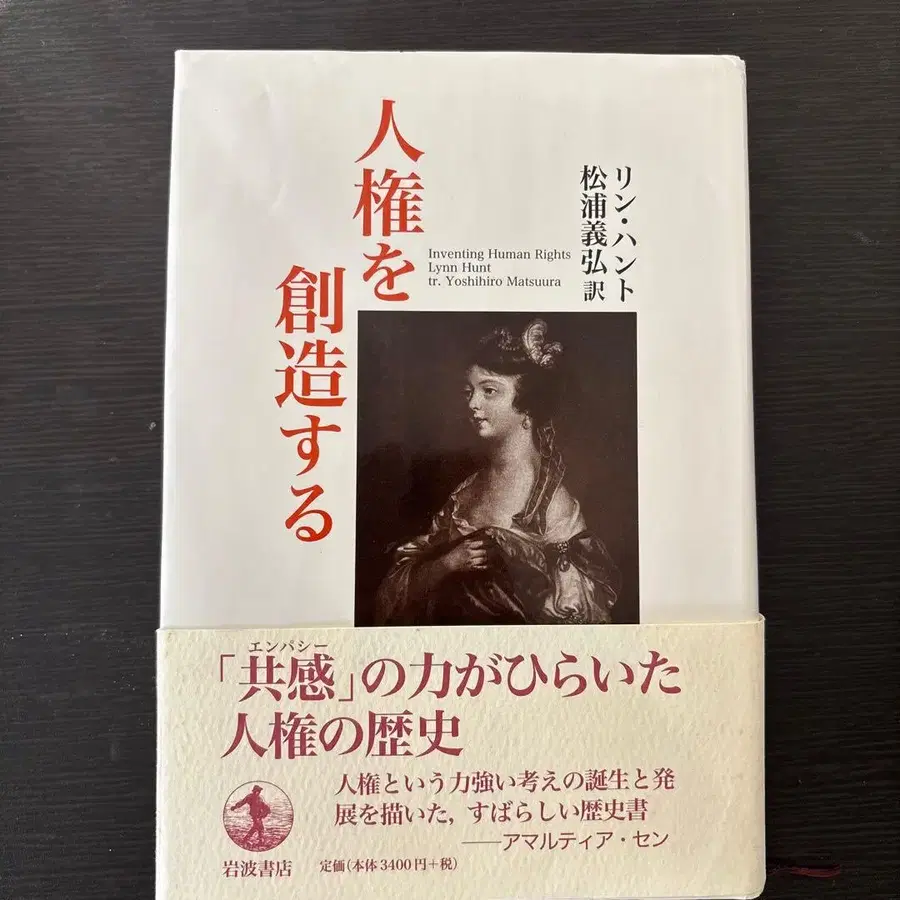 人権を
創造する
リン・ハント
松浦義弘 訳
Inventing Human Rights
Lynn Hunt
tr. Yoshihiro Matsuura
エンパシー
「共感」の力がひらいた
人権の歴史
人権という力強い考えの誕生と発
展を描いた，すばらしい歴史書
——アマルティア・セン
岩波書店
定価(本体3400円+税)